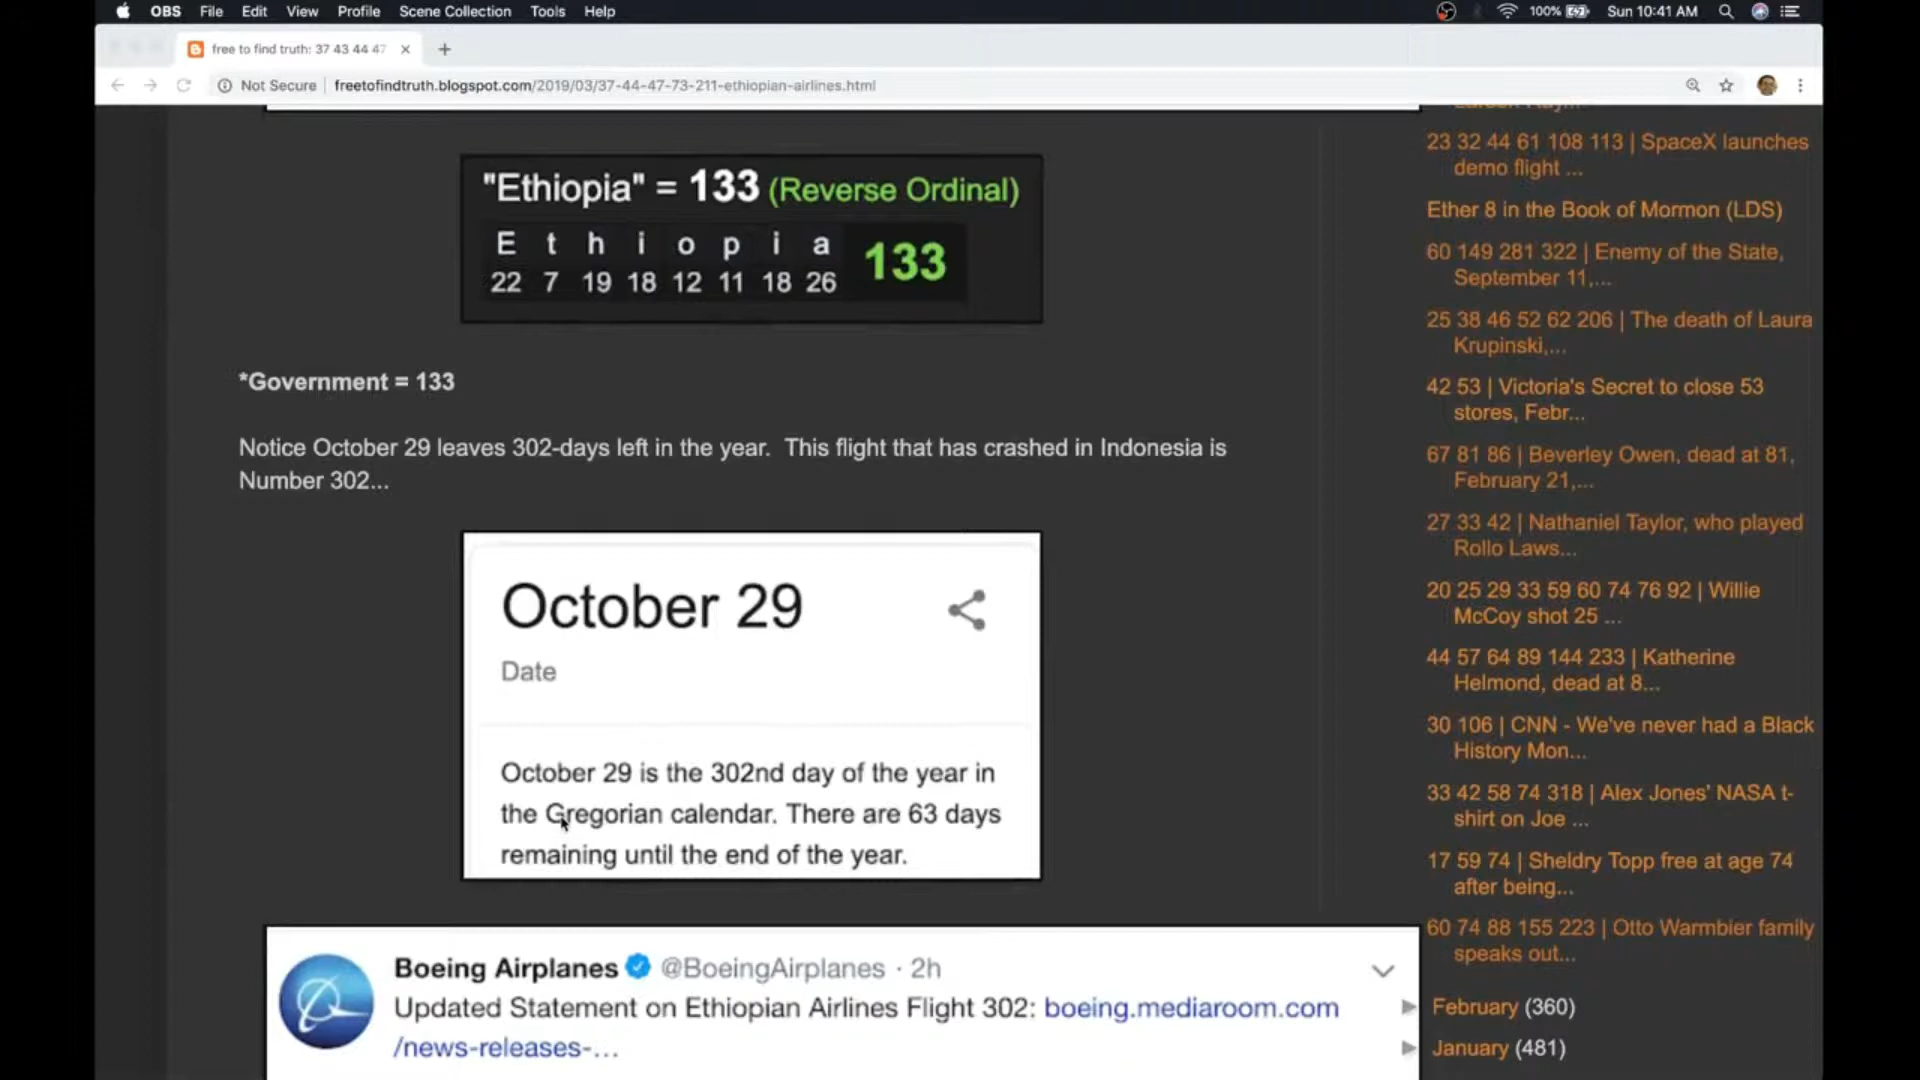 OBS File Edit View Profile Scene Collection Tools Help 100% Sun 10:41 AM
free to find truth: 37 43 44 47
Not Secure freetofindtruth.blogspot.com/2019/03/37-44-47-73-211-ethiopian-airlines.html
"Ethiopia" = 133 (Reverse Ordinal)
E t h i o p i a 133
22 7 19 18 12 11 18 26
*Government = 133
Notice October 29 leaves 302-days left in the year. This flight that has crashed in Indonesia is
Number 302...
October 29
Date
October 29 is the 302nd day of the year in
the Gregorian calendar. There are 63 days
remaining until the end of the year.
Boeing Airplanes @BoeingAirplanes · 2h
Updated Statement on Ethiopian Airlines Flight 302: boeing.mediaroom.com
/news-releases-...
23 32 44 61 108 113 | SpaceX launches
demo flight ...
Ether 8 in the Book of Mormon (LDS)
60 149 281 322 | Enemy of the State,
September 11,...
25 38 46 52 62 206 | The death of Laura
Krupinski,...
42 53 | Victoria's Secret to close 53
stores, Febr...
67 81 86 | Beverley Owen, dead at 81,
February 21,...
27 33 42 | Nathaniel Taylor, who played
Rollo Laws...
20 25 29 33 59 60 74 76 92 | Willie
McCoy shot 25 ...
44 57 64 89 144 233 | Katherine
Helmond, dead at 8...
30 106 | CNN - We've never had a Black
History Mon...
33 42 58 74 318 | Alex Jones' NASA t-
shirt on Joe ...
17 59 74 | Sheldry Topp free at age 74
after being...
60 74 88 155 223 | Otto Warmbier family
speaks out...
February (360)
January (481)